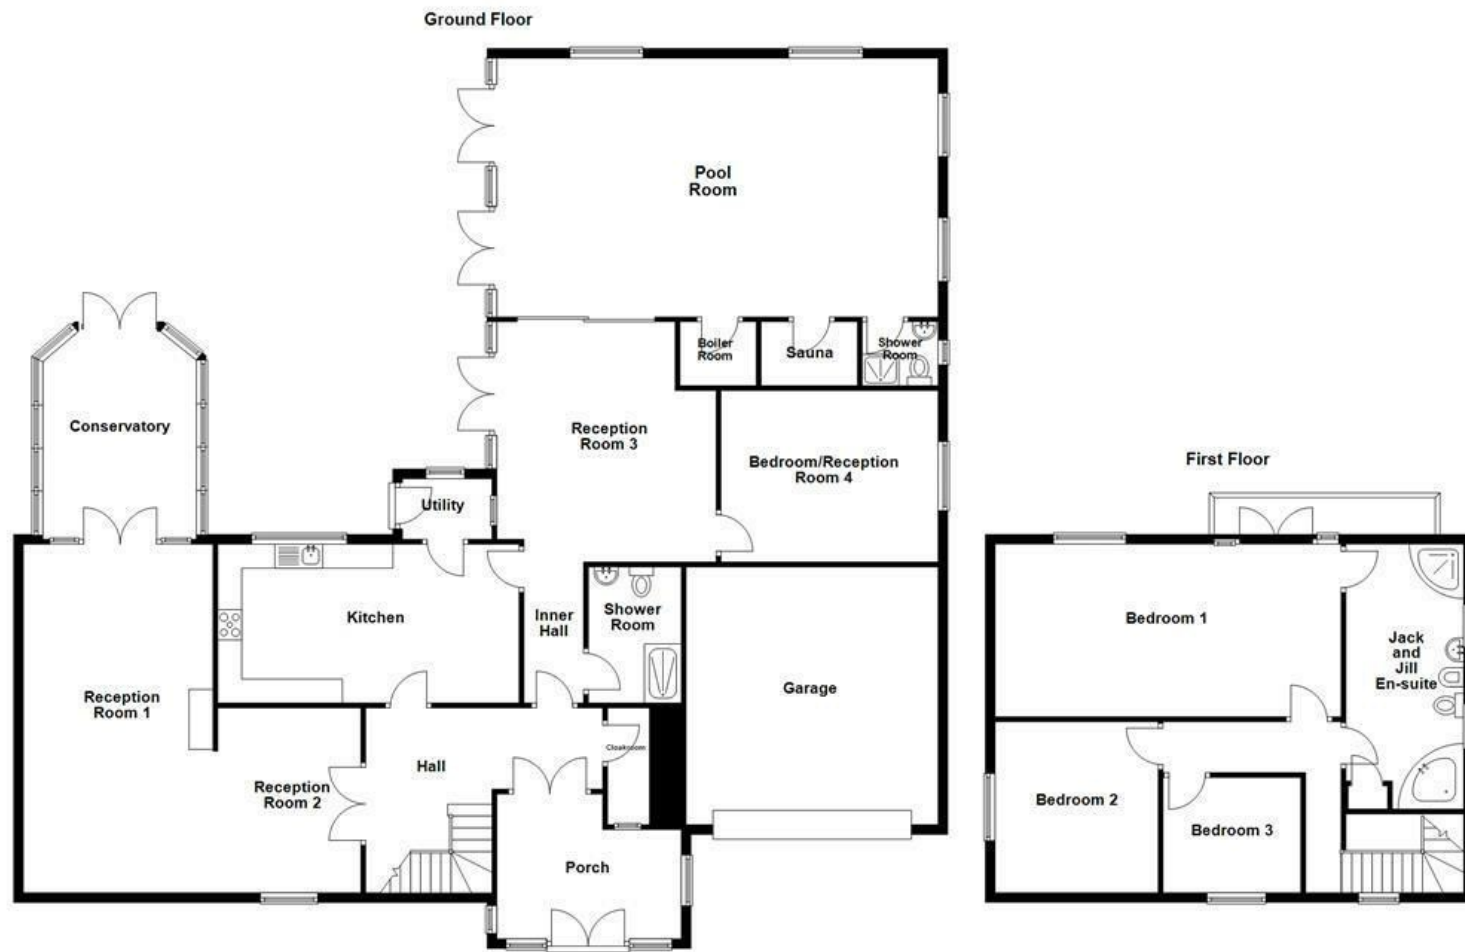 Ground Floor
Pool
Room
Boiler
Room
Sauna
Shower
Room
Conservatory
Reception
Room 3
Bedroom/Reception
Room 4
Utility
Kitchen
Inner
Hall
Shower
Room
Garage
Reception
Room 1
Hall
Cloakroom
Reception
Room 2
Porch
First Floor
Bedroom 1
Jack
and
Jill
En-suite
Bedroom 2
Bedroom 3